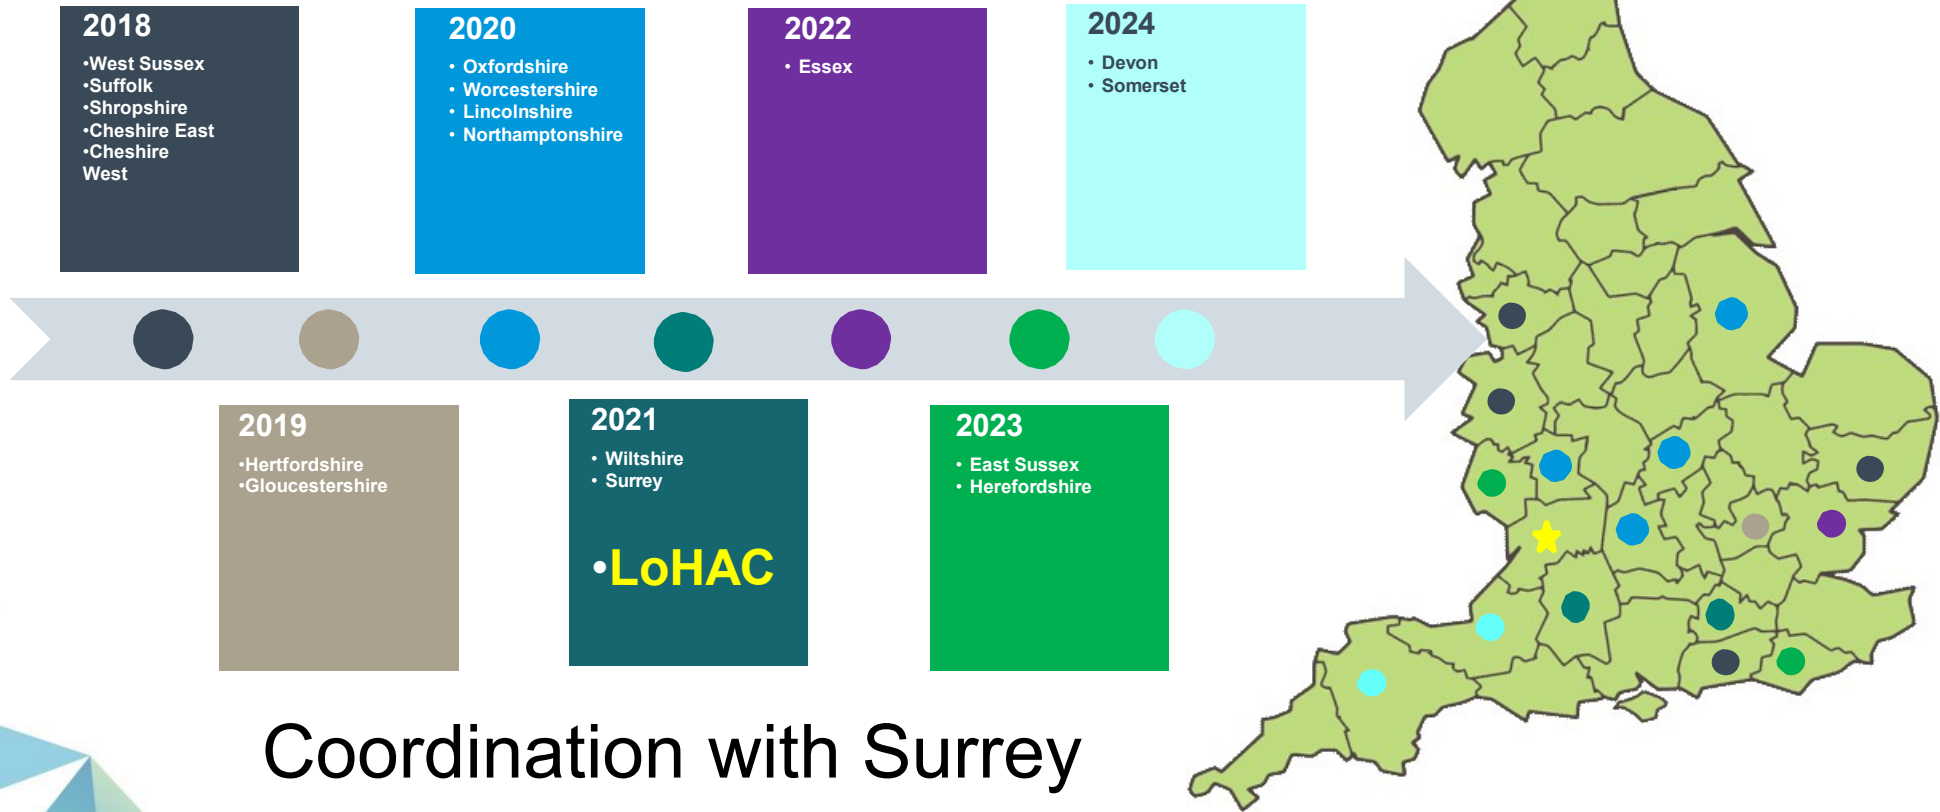 2018
•West Sussex
•Suffolk
•Shropshire
•Cheshire East
•Cheshire
West
2020
• Oxfordshire
• Worcestershire
• Lincolnshire
• Northamptonshire
2022
• Essex
2024
• Devon
• Somerset
2019
•Hertfordshire
•Gloucestershire
2021
• Wiltshire
• Surrey
•LoHAC
2023
• East Sussex
• Herefordshire
Coordination with Surrey